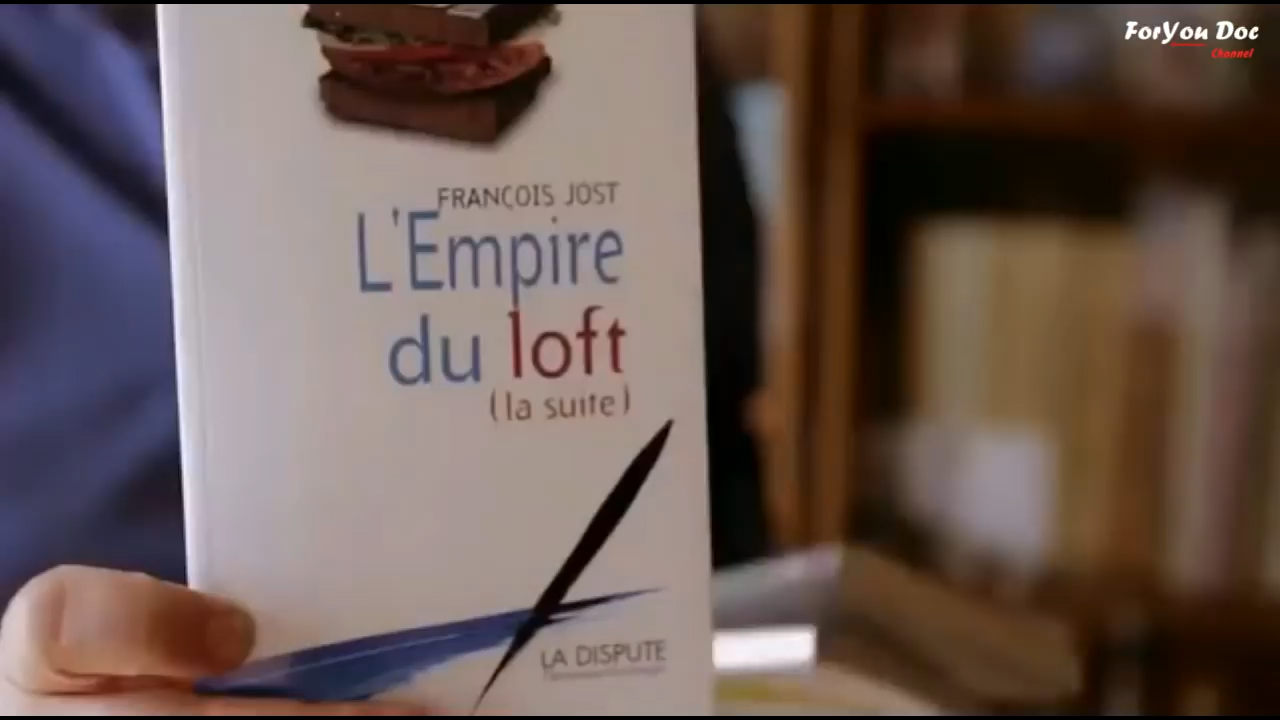 ForYou Doc
Channel
FRANÇOIS JOST
L'Empire
du loft
(la suite)
LA DISPUTE